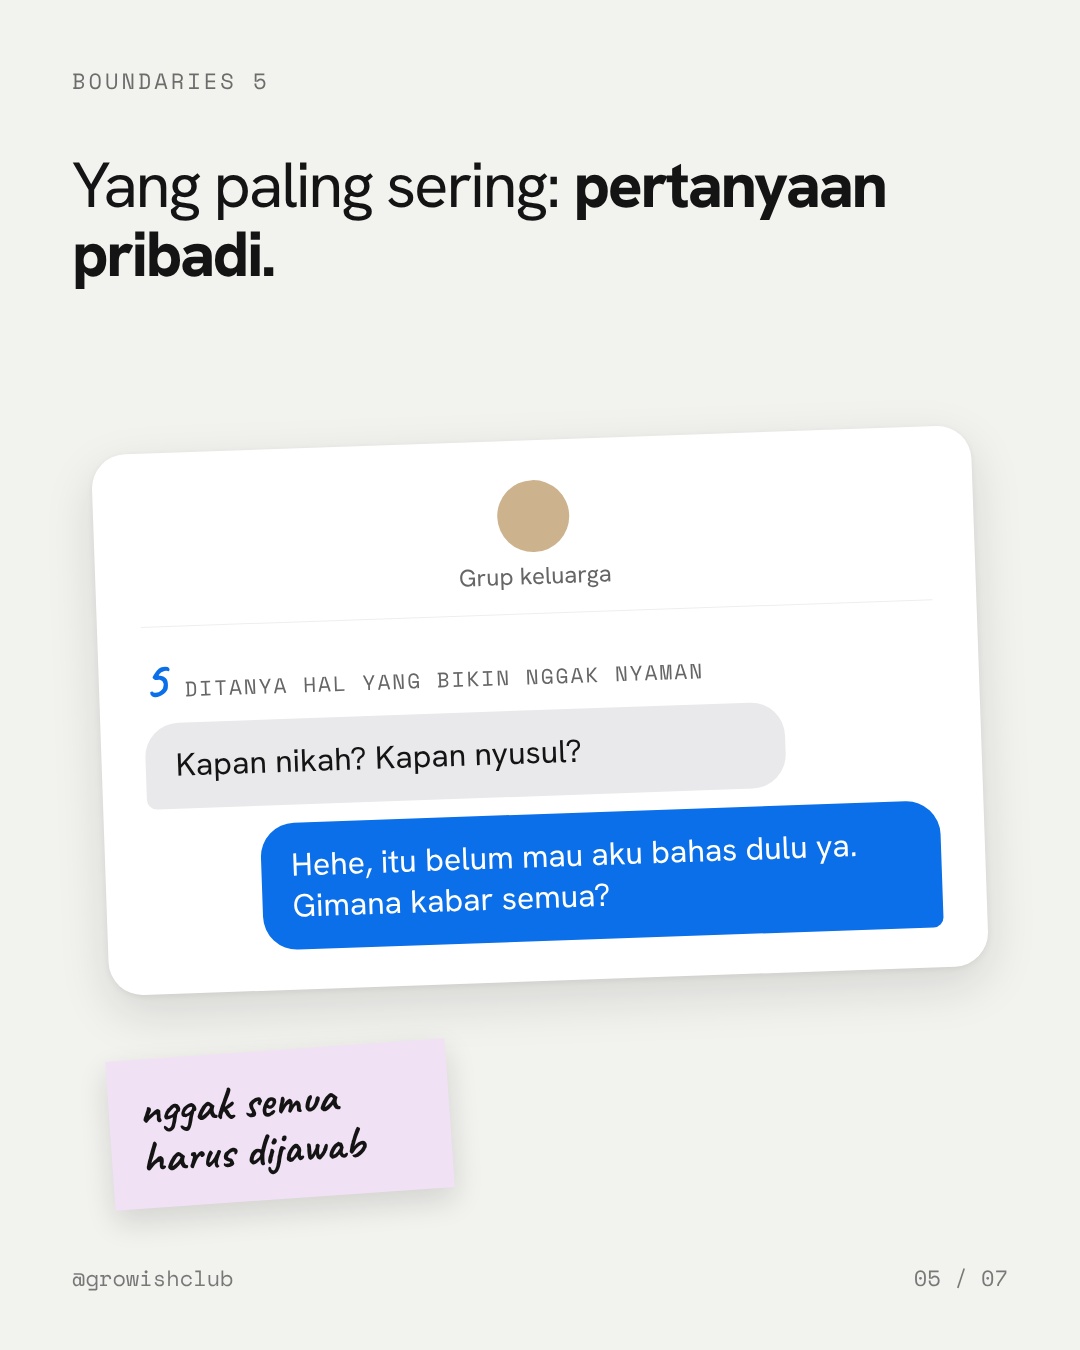 BOUNDARIES 5
Yang paling sering: pertanyaan
pribadi.
Grup keluarga
5 DITANYA HAL YANG BIKIN NGGAK NYAMAN
Kapan nikah? Kapan nyusul?
Hehe, itu belum mau aku bahas dulu ya.
Gimana kabar semua?
nggak semua
harus dijawab
@growishclub
05 / 07